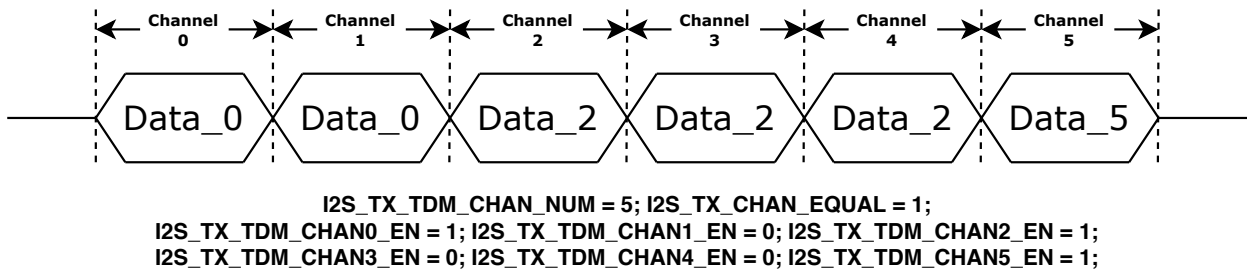 Channel 0
Channel 1
Channel 2
Channel 3
Channel 4
Channel 5
Data_0
Data_0
Data_2
Data_2
Data_2
Data_5
I2S_TX_TDM_CHAN_NUM = 5; I2S_TX_CHAN_EQUAL = 1;
I2S_TX_TDM_CHAN0_EN = 1; I2S_TX_TDM_CHAN1_EN = 0; I2S_TX_TDM_CHAN2_EN = 1;
I2S_TX_TDM_CHAN3_EN = 0; I2S_TX_TDM_CHAN4_EN = 0; I2S_TX_TDM_CHAN5_EN = 1;